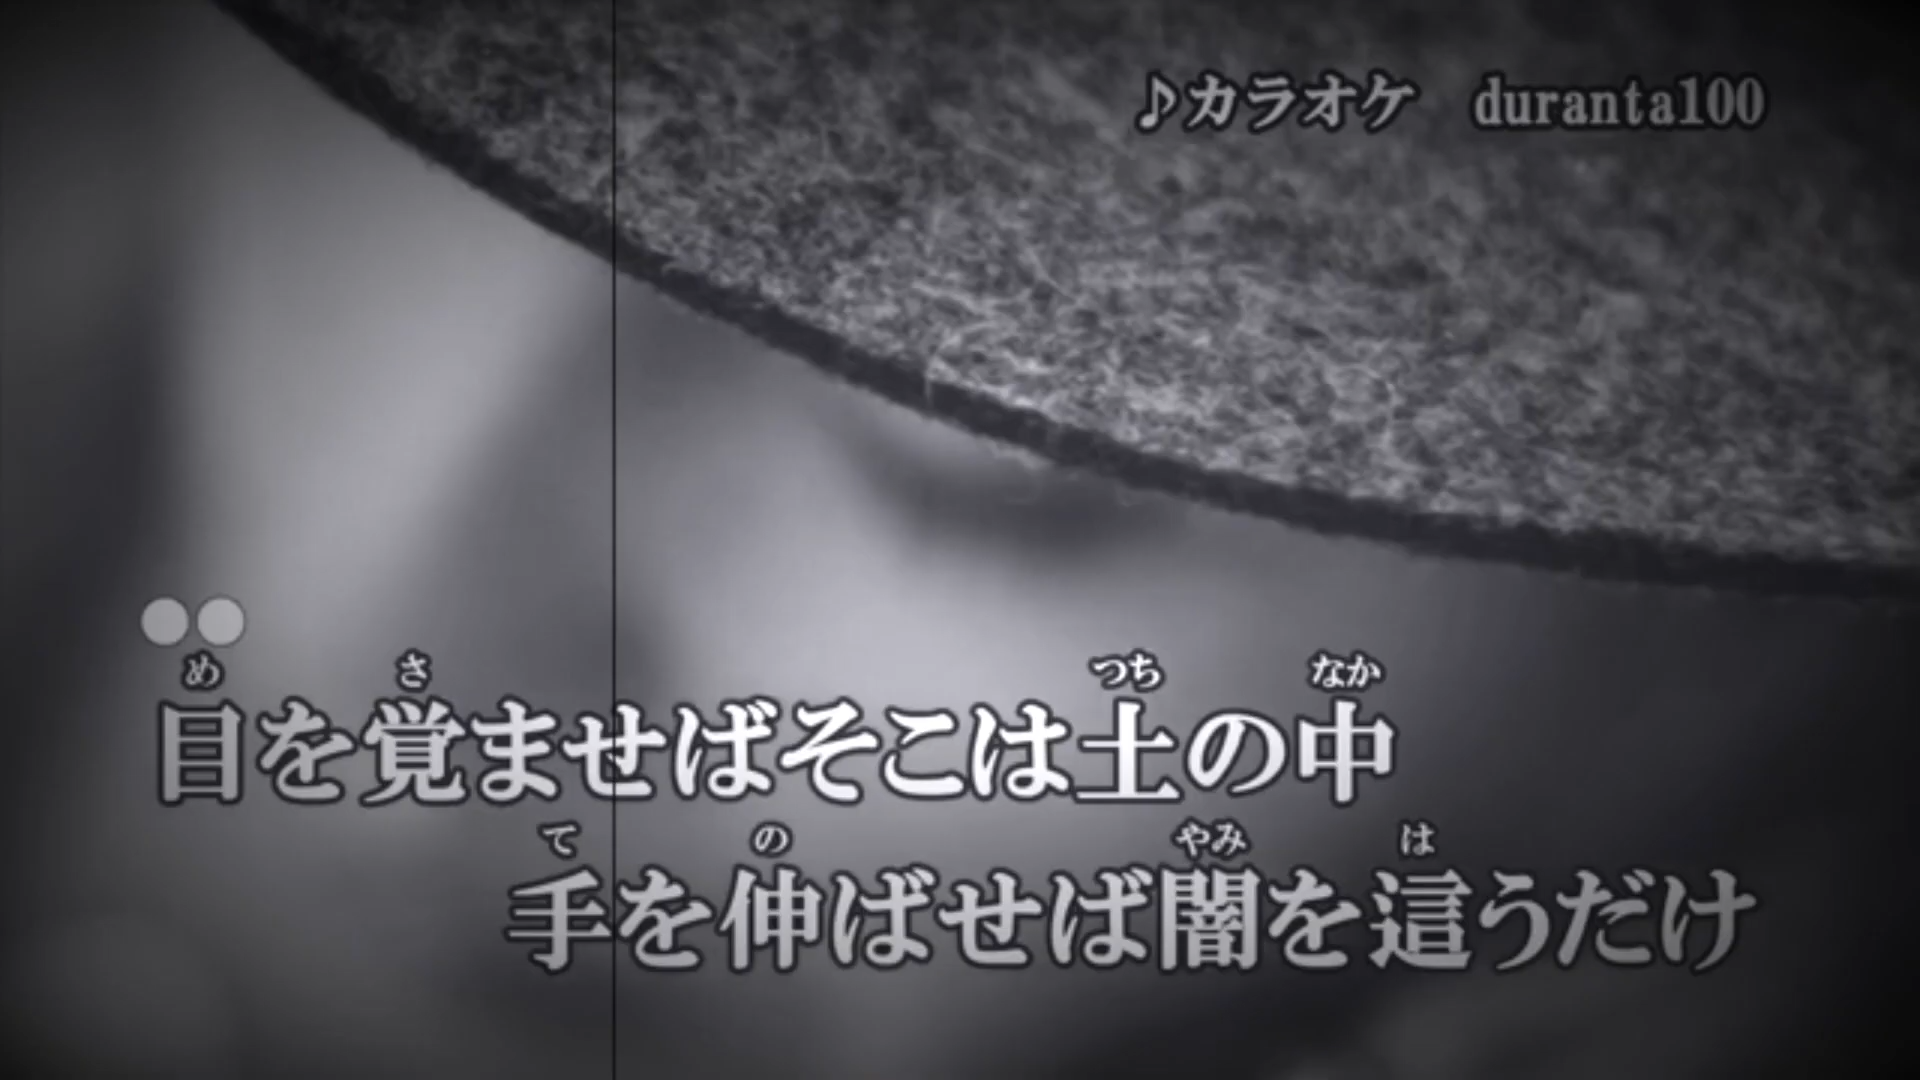 ♪カラオケ　duranta100
め さ つち なか
目を覚ませばそこは土の中
て の やみ は
手を伸ばせば闇を這うだけ